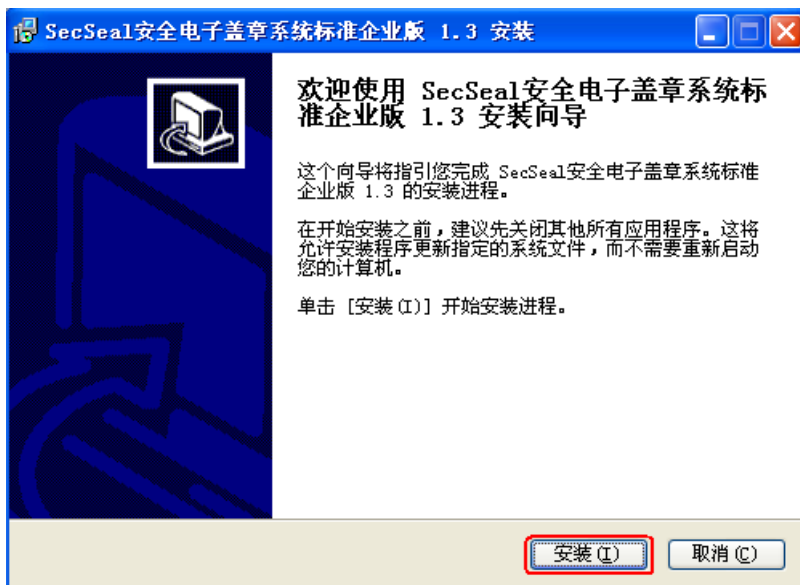 SecSeal安全电子盖章系统标准企业版 1.3 安装
欢迎使用 SecSeal安全电子盖章系统标
准企业版 1.3 安装向导
这个向导将指引您完成 SecSeal安全电子盖章系统标准
企业版 1.3 的安装进程。
在开始安装之前，建议先关闭其他所有应用程序。这将
允许安装程序更新指定的系统文件，而不需要重新启动
您的计算机。
单击 [安装(I)] 开始安装进程。
安装(I)
取消(C)